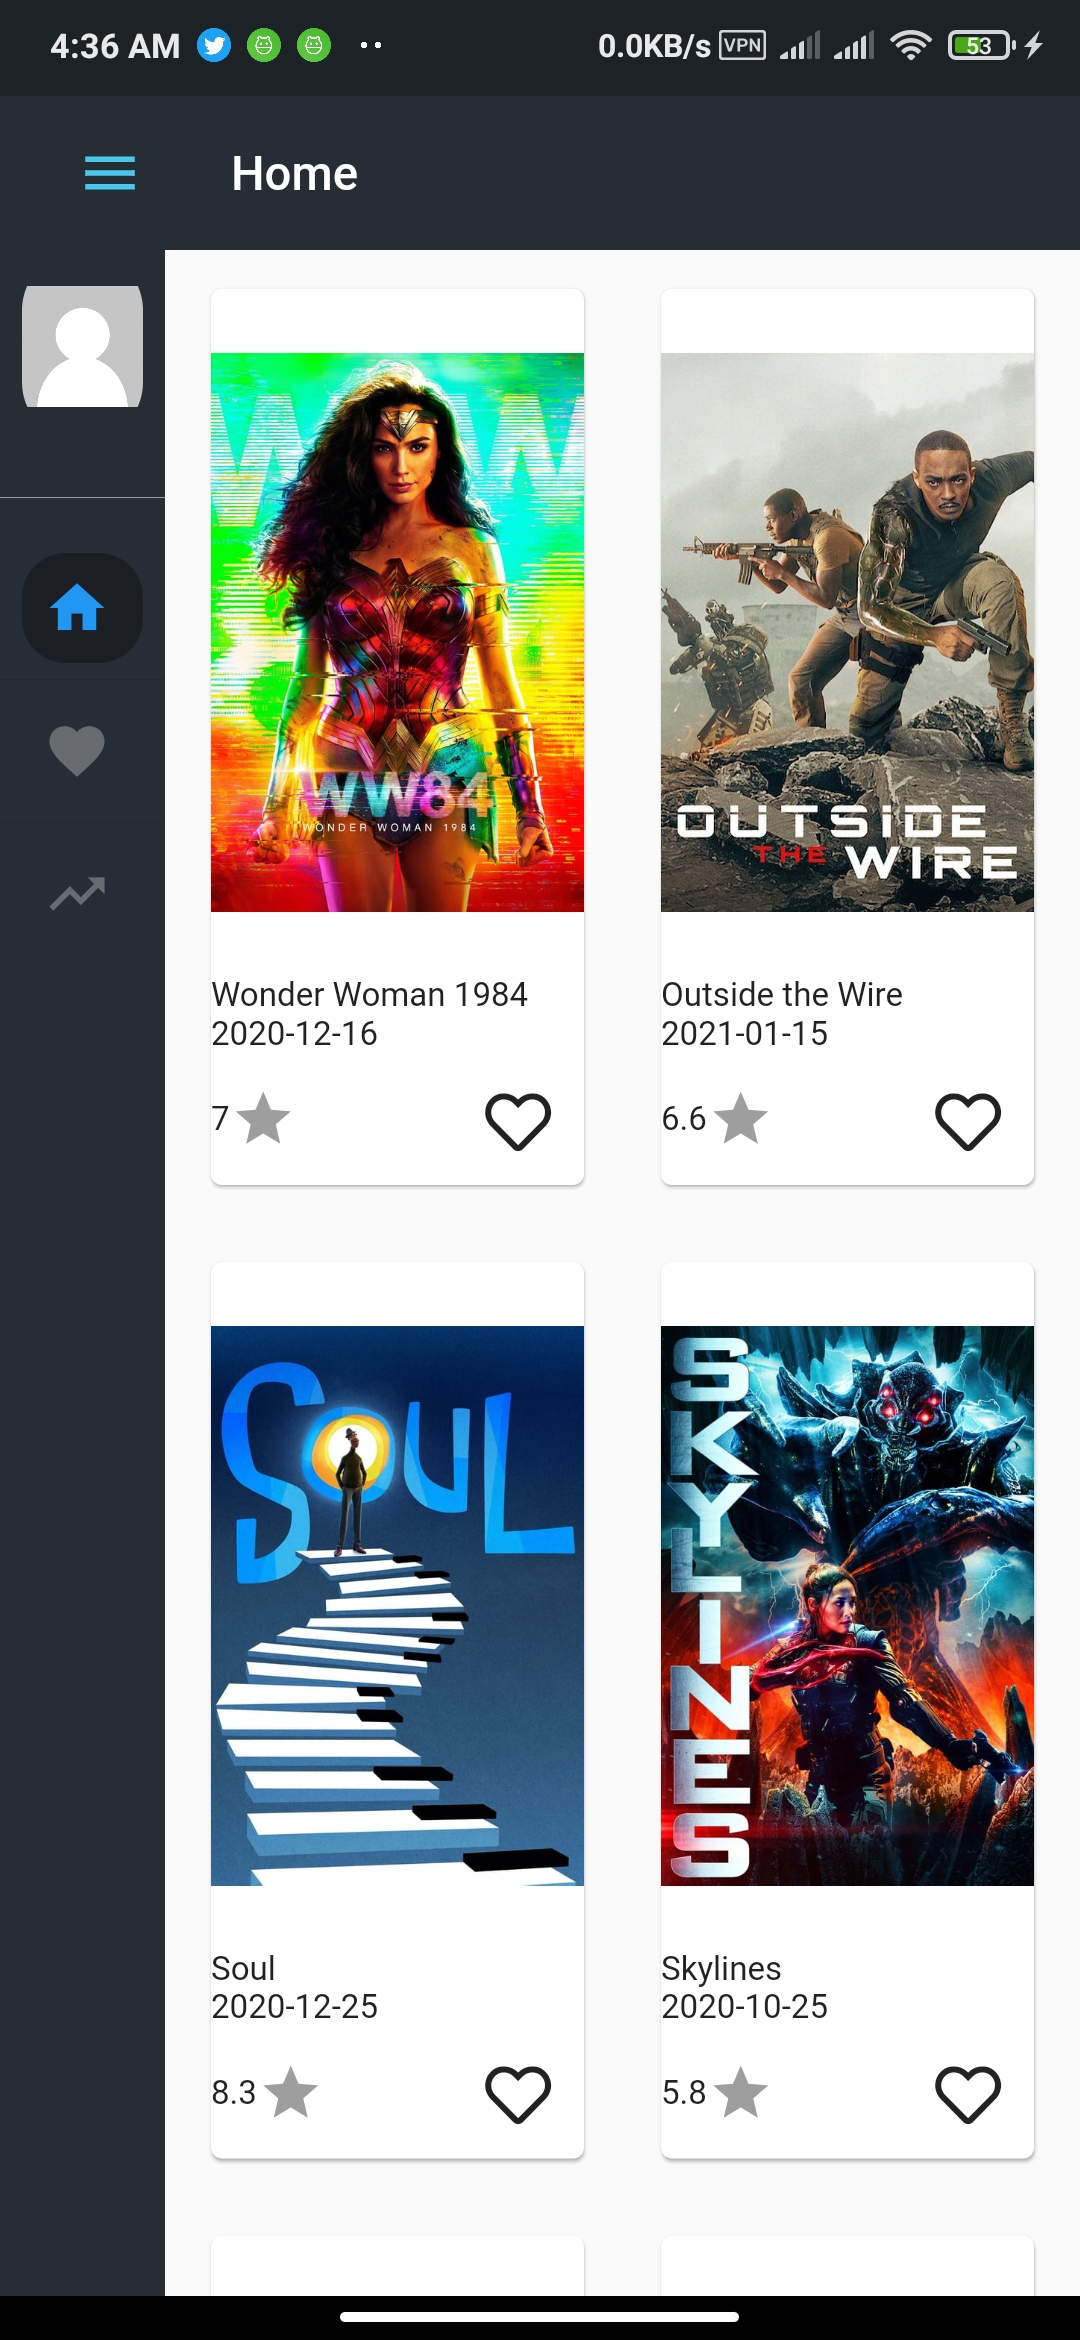 4:36 AM
0.0KB/s VPN 53
Home
WW
WW84
WONDER WOMAN 1984
OUTSIDE
THE WIRE
Wonder Woman 1984
2020-12-16
7
Outside the Wire
2021-01-15
6.6
SOUL
SKYLINES
Soul
2020-12-25
8.3
Skylines
2020-10-25
5.8